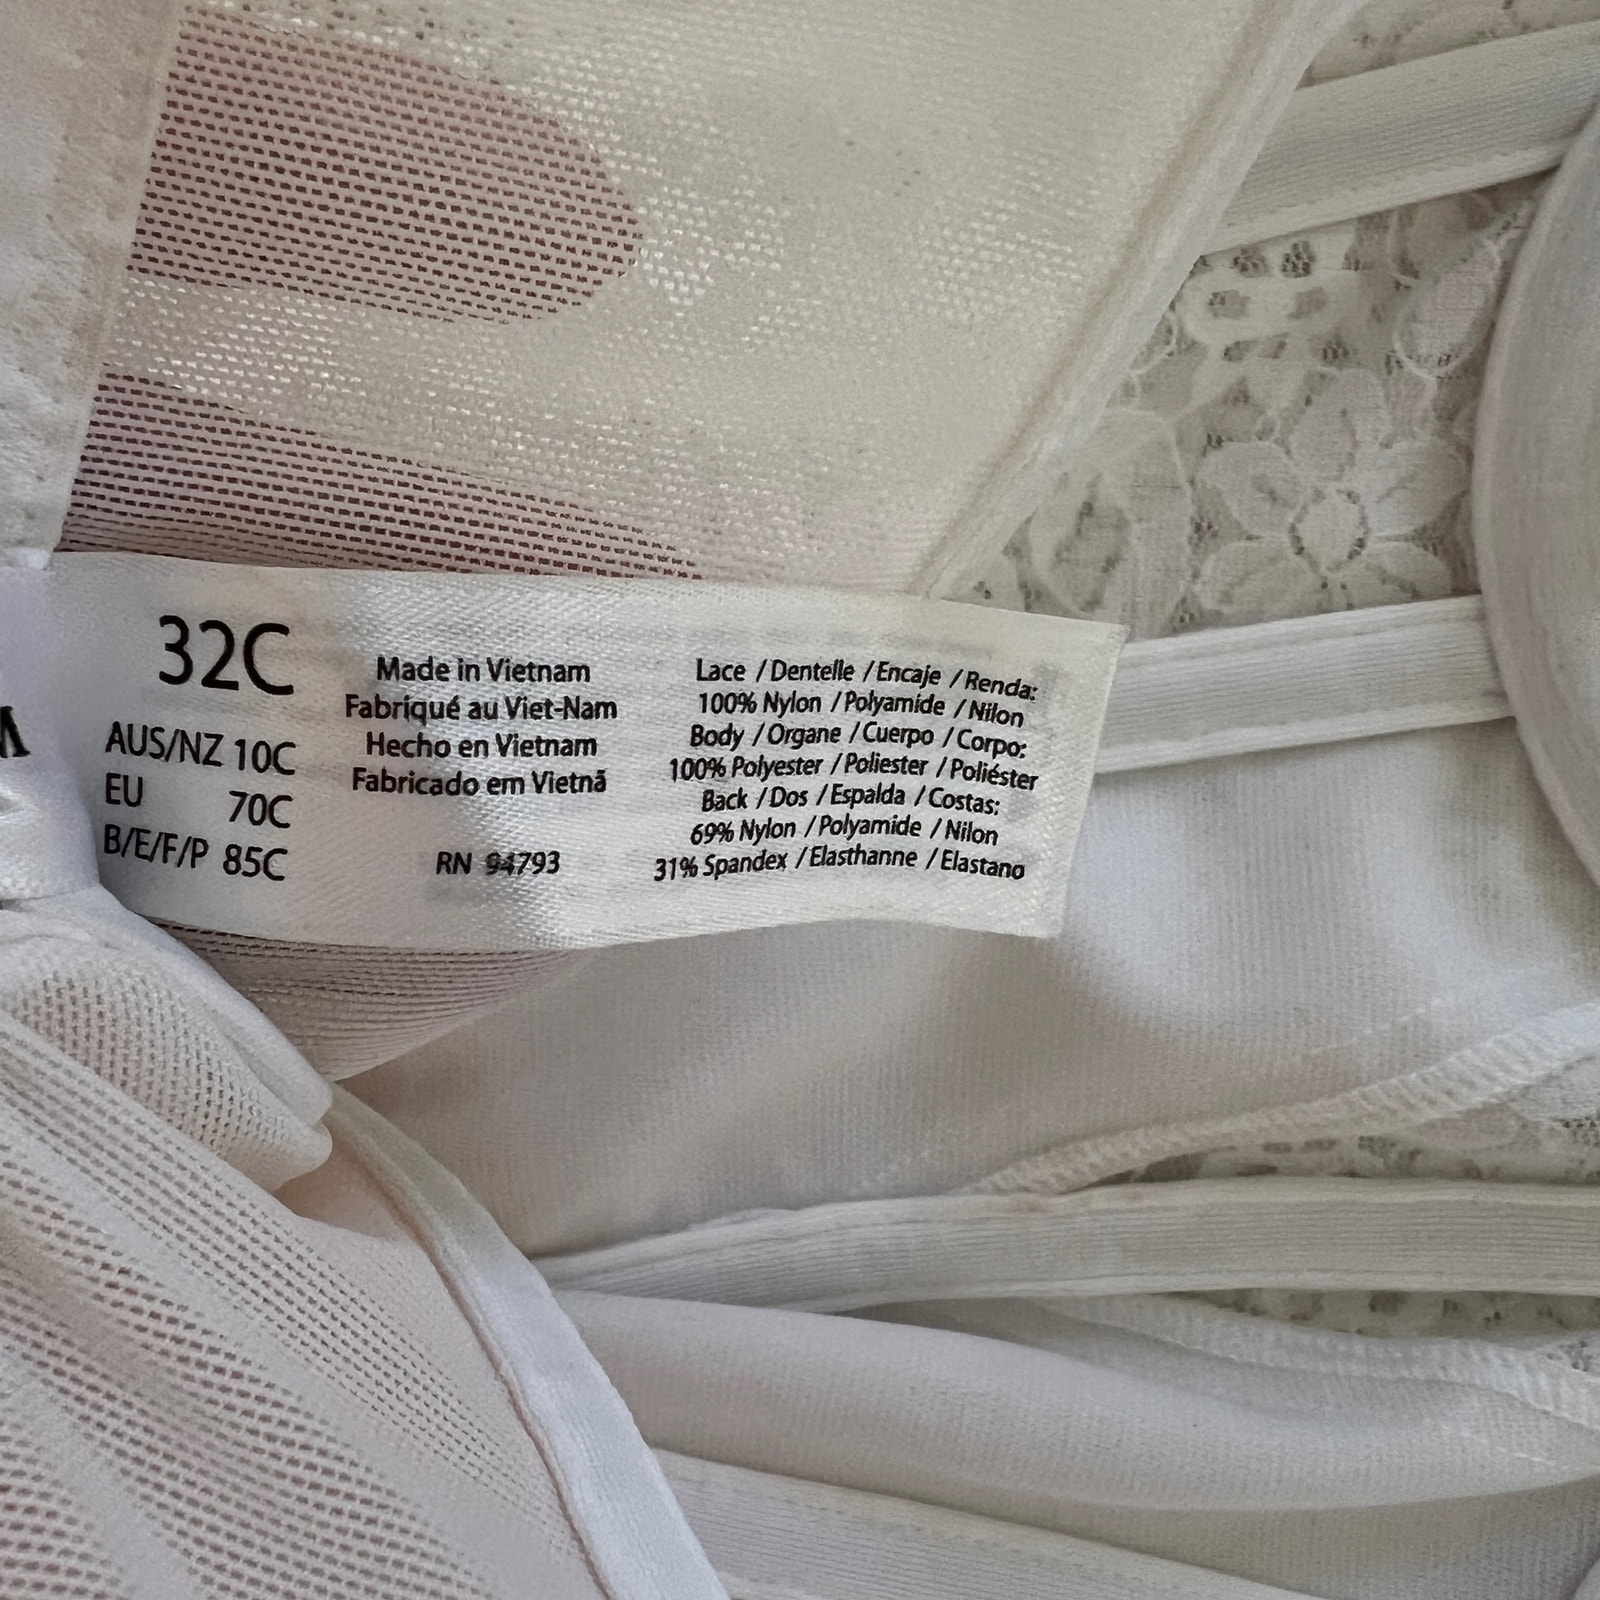 32C
AUS/NZ 10C
EU 70C
B/E/F/P 85C
Made in Vietnam
Fabriqué au Viet-Nam
Hecho en Vietnam
Fabricado em Vietnã
RN 94793
Lace / Dentelle / Encaje / Renda:
100% Nylon / Polyamide / Nilon
Body / Organe / Cuerpo / Corpo:
100% Polyester / Poliester / Poliéster
Back / Dos / Espalda / Costas:
69% Nylon / Polyamide / Nilon
31% Spandex / Elasthanne / Elastano